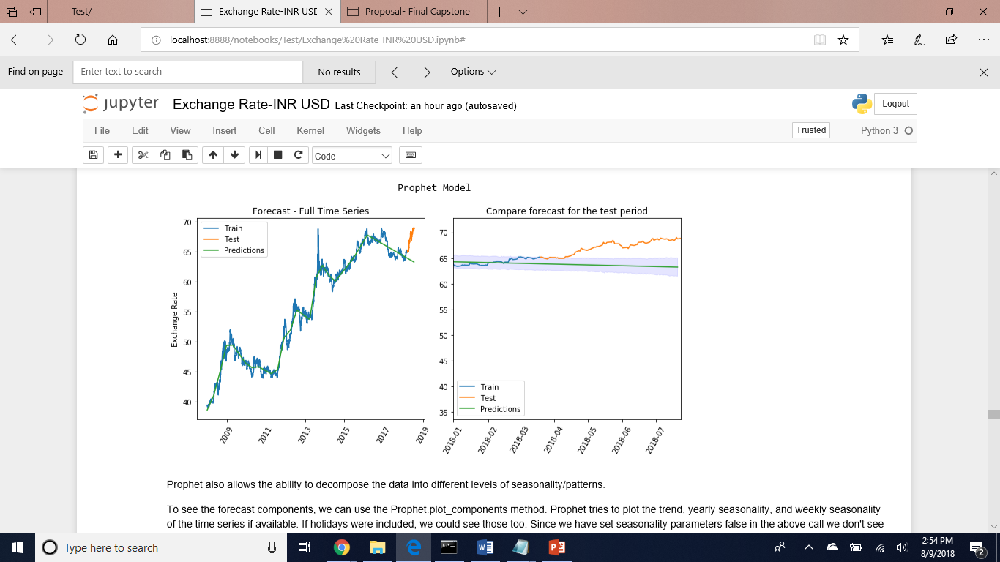 Test/
Exchange Rate-INR USD
Proposal- Final Capstone
localhost:8888/notebooks/Test/Exchange%20Rate-INR%20USD.ipynb#
Find on page
Enter text to search
No results
Options
jupyter
Exchange Rate-INR USD Last Checkpoint: an hour ago (autosaved)
Logout
File Edit View Insert Cell Kernel Widgets Help
Trusted
Python 3
Code
Prophet Model
Forecast - Full Time Series
Train
Test
Predictions
70
65
60
55
50
45
40
Exchange Rate
2009 2011 2013 2015 2017 2019
Compare forecast for the test period
70
65
60
55
50
45
40
35
Train
Test
Predictions
2018-01 2018-02 2018-03 2018-04 2018-05 2018-06 2018-07
Prophet also allows the ability to decompose the data into different levels of seasonality/patterns.
To see the forecast components, we can use the Prophet.plot_components method. Prophet tries to plot the trend, yearly seasonality, and weekly seasonality
of the time series if available. If holidays were included, we could see those too. Since we have set seasonality parameters false in the above call we don't see
Type here to search
2:54 PM
8/9/2018
2